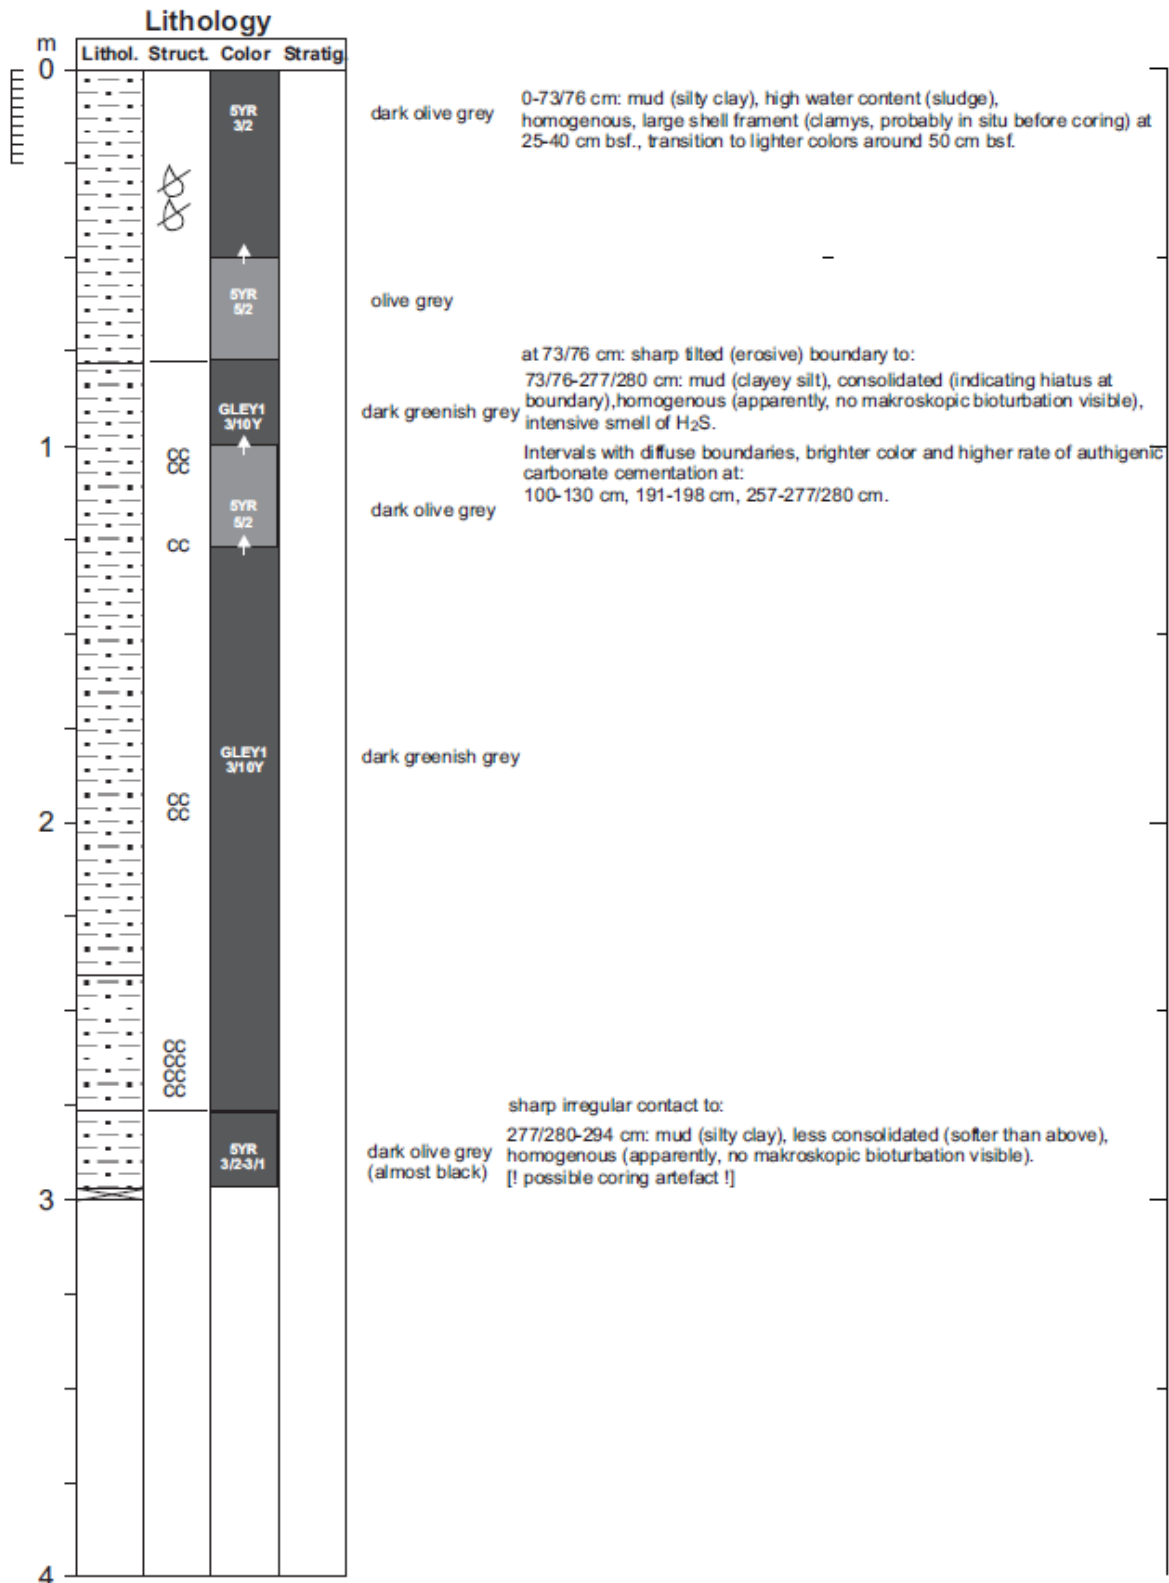 Lithology
m
Lithol. Struct. Color Stratig.
0
5YR
3/2
dark olive grey
0-73/76 cm: mud (silty clay), high water content (sludge),
homogenous, large shell frament (clamys, probably in situ before coring) at
25-40 cm bsf., transition to lighter colors around 50 cm bsf.
5YR
5/2
olive grey
at 73/76 cm: sharp tilted (erosive) boundary to:
73/76-277/280 cm: mud (clayey silt), consolidated (indicating hiatus at
boundary),homogenous (apparently, no makroskopic bioturbation visible),
intensive smell of H2S.
GLEY1
3/10Y
dark greenish grey
1
CC
CC
Intervals with diffuse boundaries, brighter color and higher rate of authigenic
carbonate cementation at:
100-130 cm, 191-198 cm, 257-277/280 cm.
5YR
5/2
dark olive grey
CC
GLEY1
3/10Y
dark greenish grey
CC
CC
2
CC
CC
CC
CC
sharp irregular contact to:
277/280-294 cm: mud (silty clay), less consolidated (softer than above),
homogenous (apparently, no makroskopic bioturbation visible).
[! possible coring artefact !]
5YR
3/2-3/1
dark olive grey
(almost black)
3
4